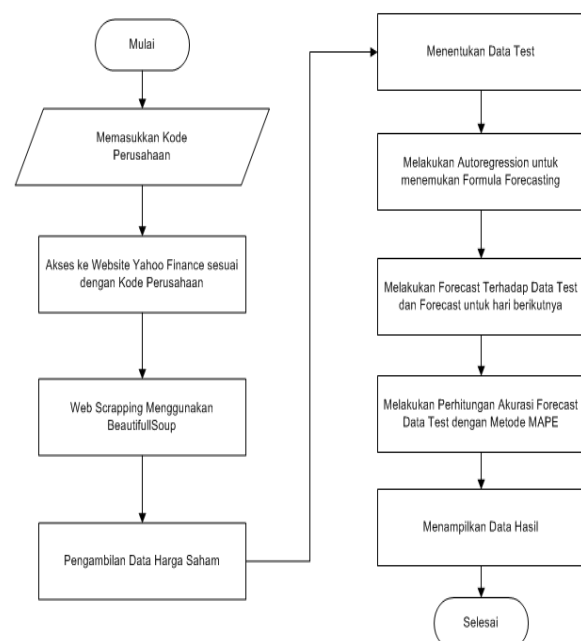 Mulai
Memasukkan Kode
Perusahaan
Akses ke Website Yahoo Finance sesuai
dengan Kode Perusahaan
Web Scrapping Menggunakan
BeautifullSoup
Pengambilan Data Harga Saham
Menentukan Data Test
Melakukan Autoregression untuk
menemukan Formula Forecasting
Melakukan Forecast Terhadap Data Test
dan Forecast untuk hari berikutnya
Melakukan Perhitungan Akurasi Forecast
Data Test dengan Metode MAPE
Menampilkan Data Hasil
Selesai